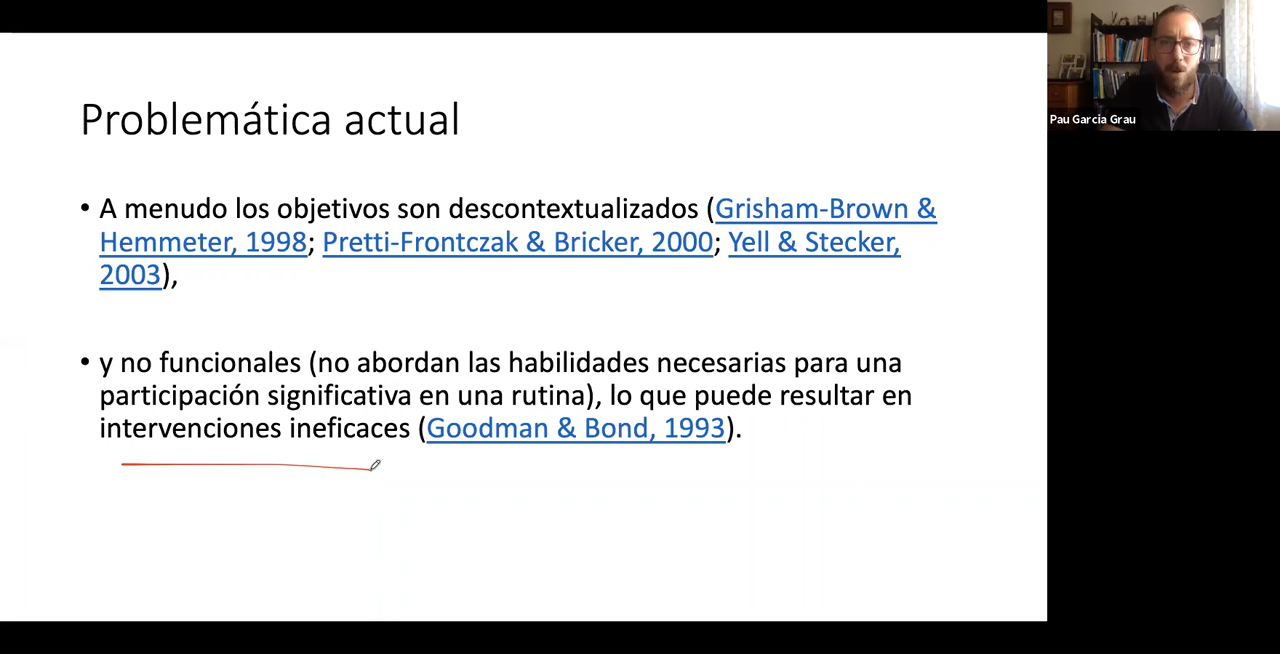 Problemática actual
• A menudo los objetivos son descontextualizados (Grisham-Brown &
Hemmeter, 1998; Pretti-Frontczak & Bricker, 2000; Yell & Stecker,
2003),
• y no funcionales (no abordan las habilidades necesarias para una
participación significativa en una rutina), lo que puede resultar en
intervenciones ineficaces (Goodman & Bond, 1993).
Pau García Grau